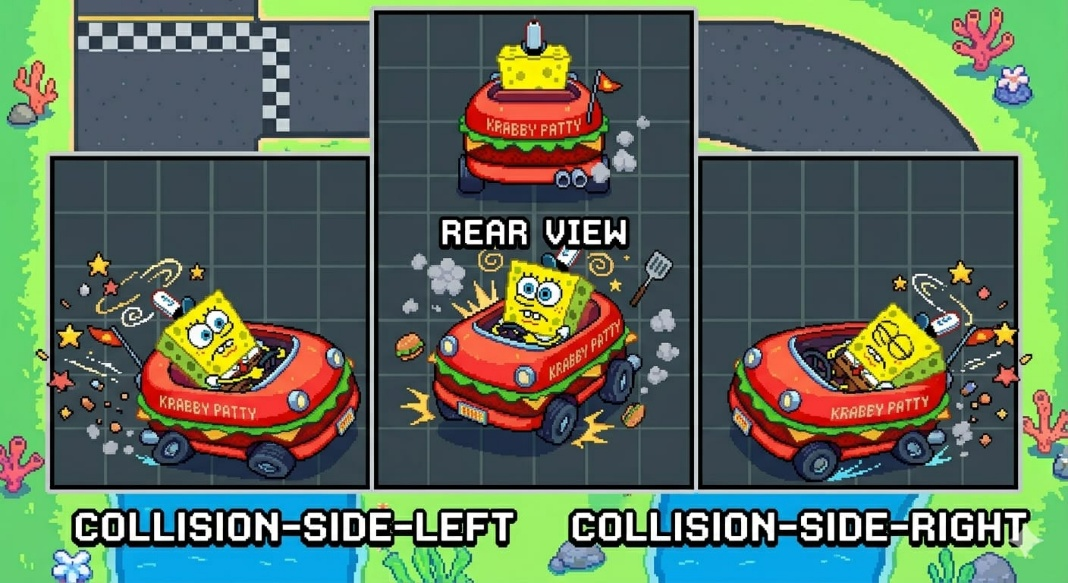 KRABBY PATTY
REAR VIEW
KRABBY PATTY
KRABBY PATTY
KRABBY PATTY
COLLISION-SIDE-LEFT
COLLISION-SIDE-RIGHT